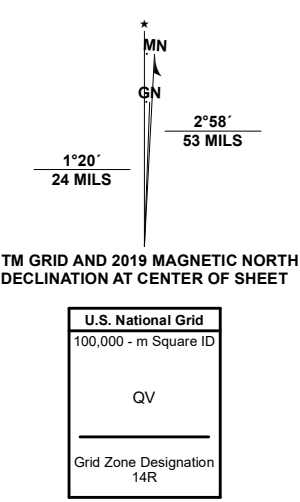 ★
MN
GN
2°58´
53 MILS
1°20´
24 MILS
TM GRID AND 2019 MAGNETIC NORTH
DECLINATION AT CENTER OF SHEET
U.S. National Grid
100,000 - m Square ID
QV
Grid Zone Designation
14R